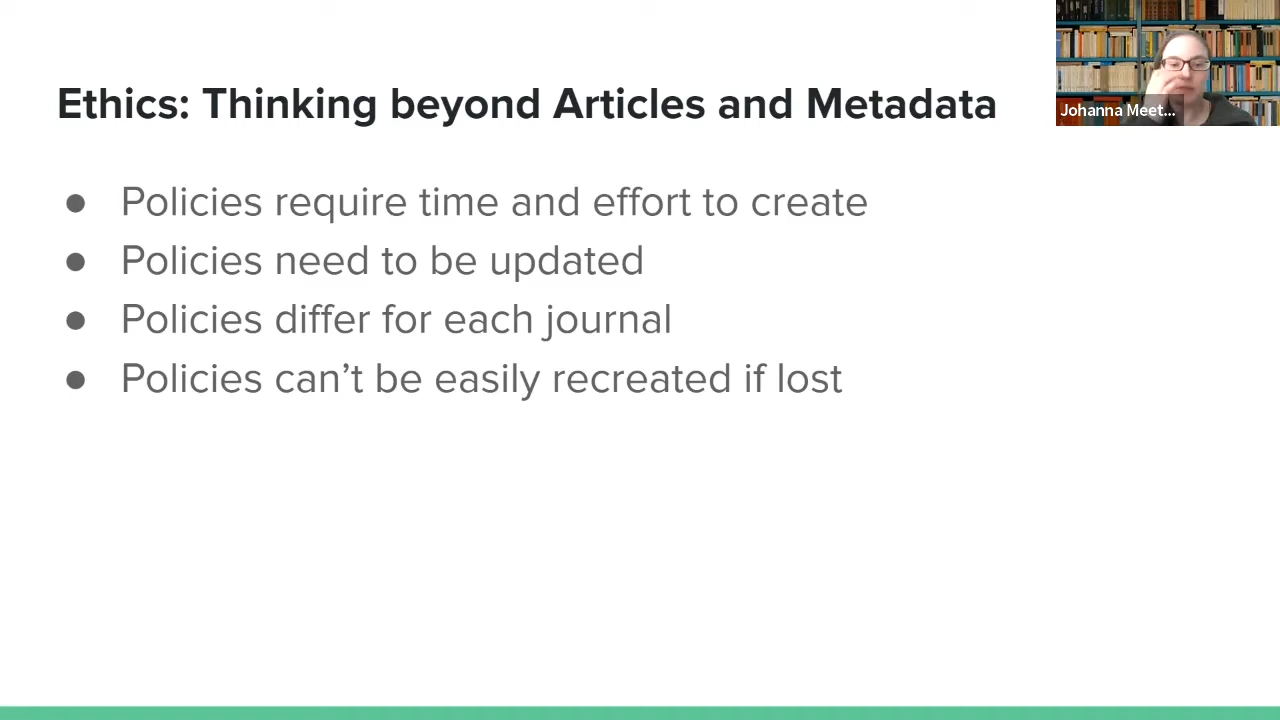 Ethics: Thinking beyond Articles and Metadata
Johanna Meet...
● Policies require time and effort to create
● Policies need to be updated
● Policies differ for each journal
● Policies can’t be easily recreated if lost